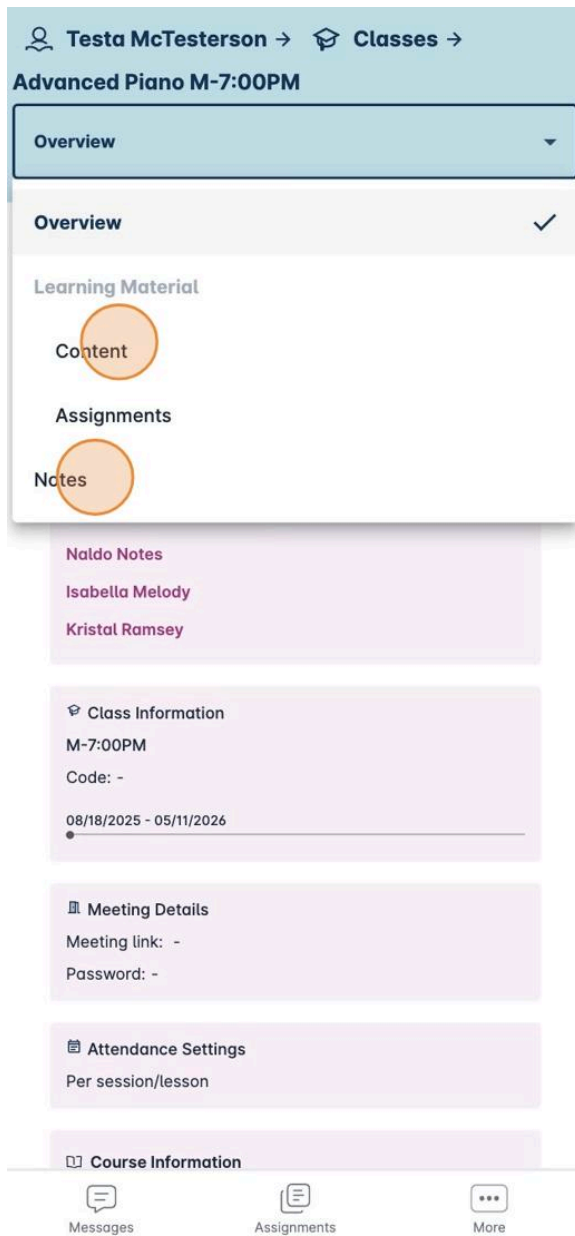 Testa McTesterson → Classes →
Advanced Piano M-7:00PM
Overview
Overview
Learning Material
Content
Assignments
Notes
Naldo Notes
Isabella Melody
Kristal Ramsey
Class Information
M-7:00PM
Code: -
08/18/2025 - 05/11/2026
Meeting Details
Meeting link: -
Password: -
Attendance Settings
Per session/lesson
Course Information
Messages Assignments More